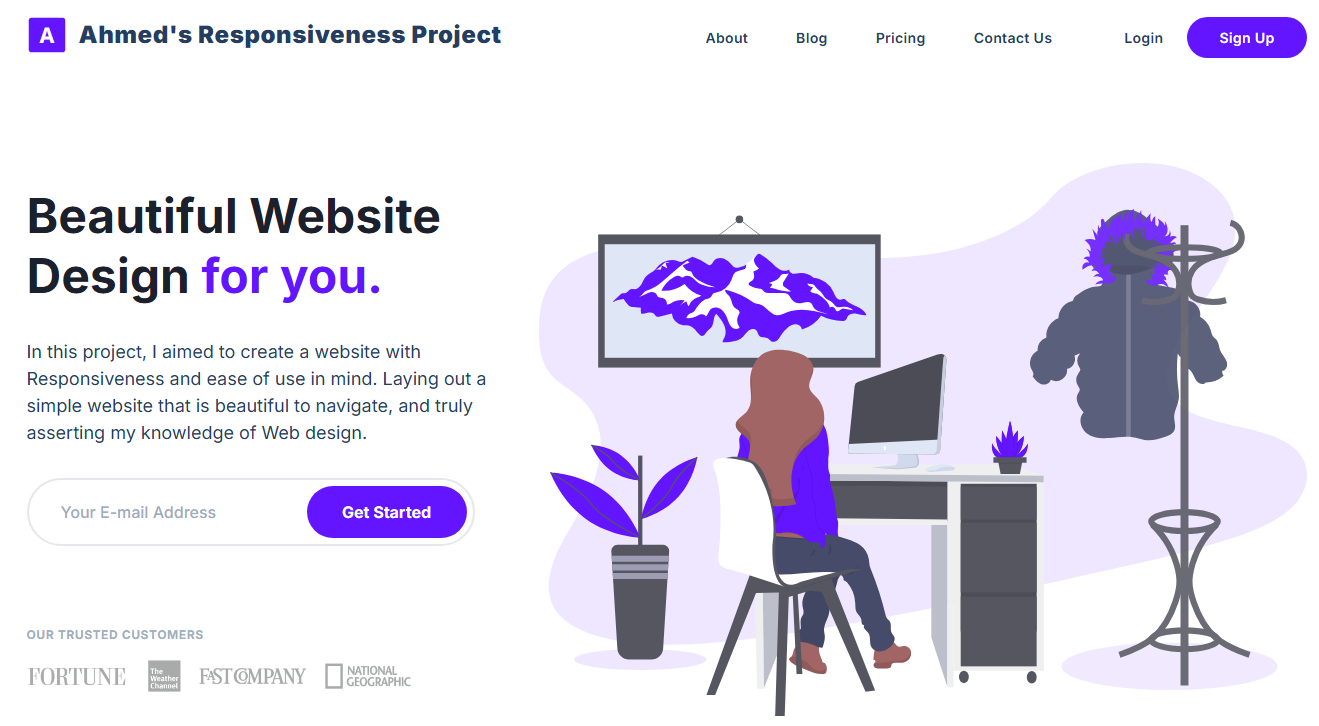 A
Ahmed's Responsiveness Project
About
Blog
Pricing
Contact Us
Login
Sign Up
Beautiful Website
Design for you.
In this project, I aimed to create a website with
Responsiveness and ease of use in mind. Laying out a
simple website that is beautiful to navigate, and truly
asserting my knowledge of Web design.
Your E-mail Address
Get Started
OUR TRUSTED CUSTOMERS
FORTUNE
The
Weather
Channel
FAST COMPANY
NATIONAL
GEOGRAPHIC